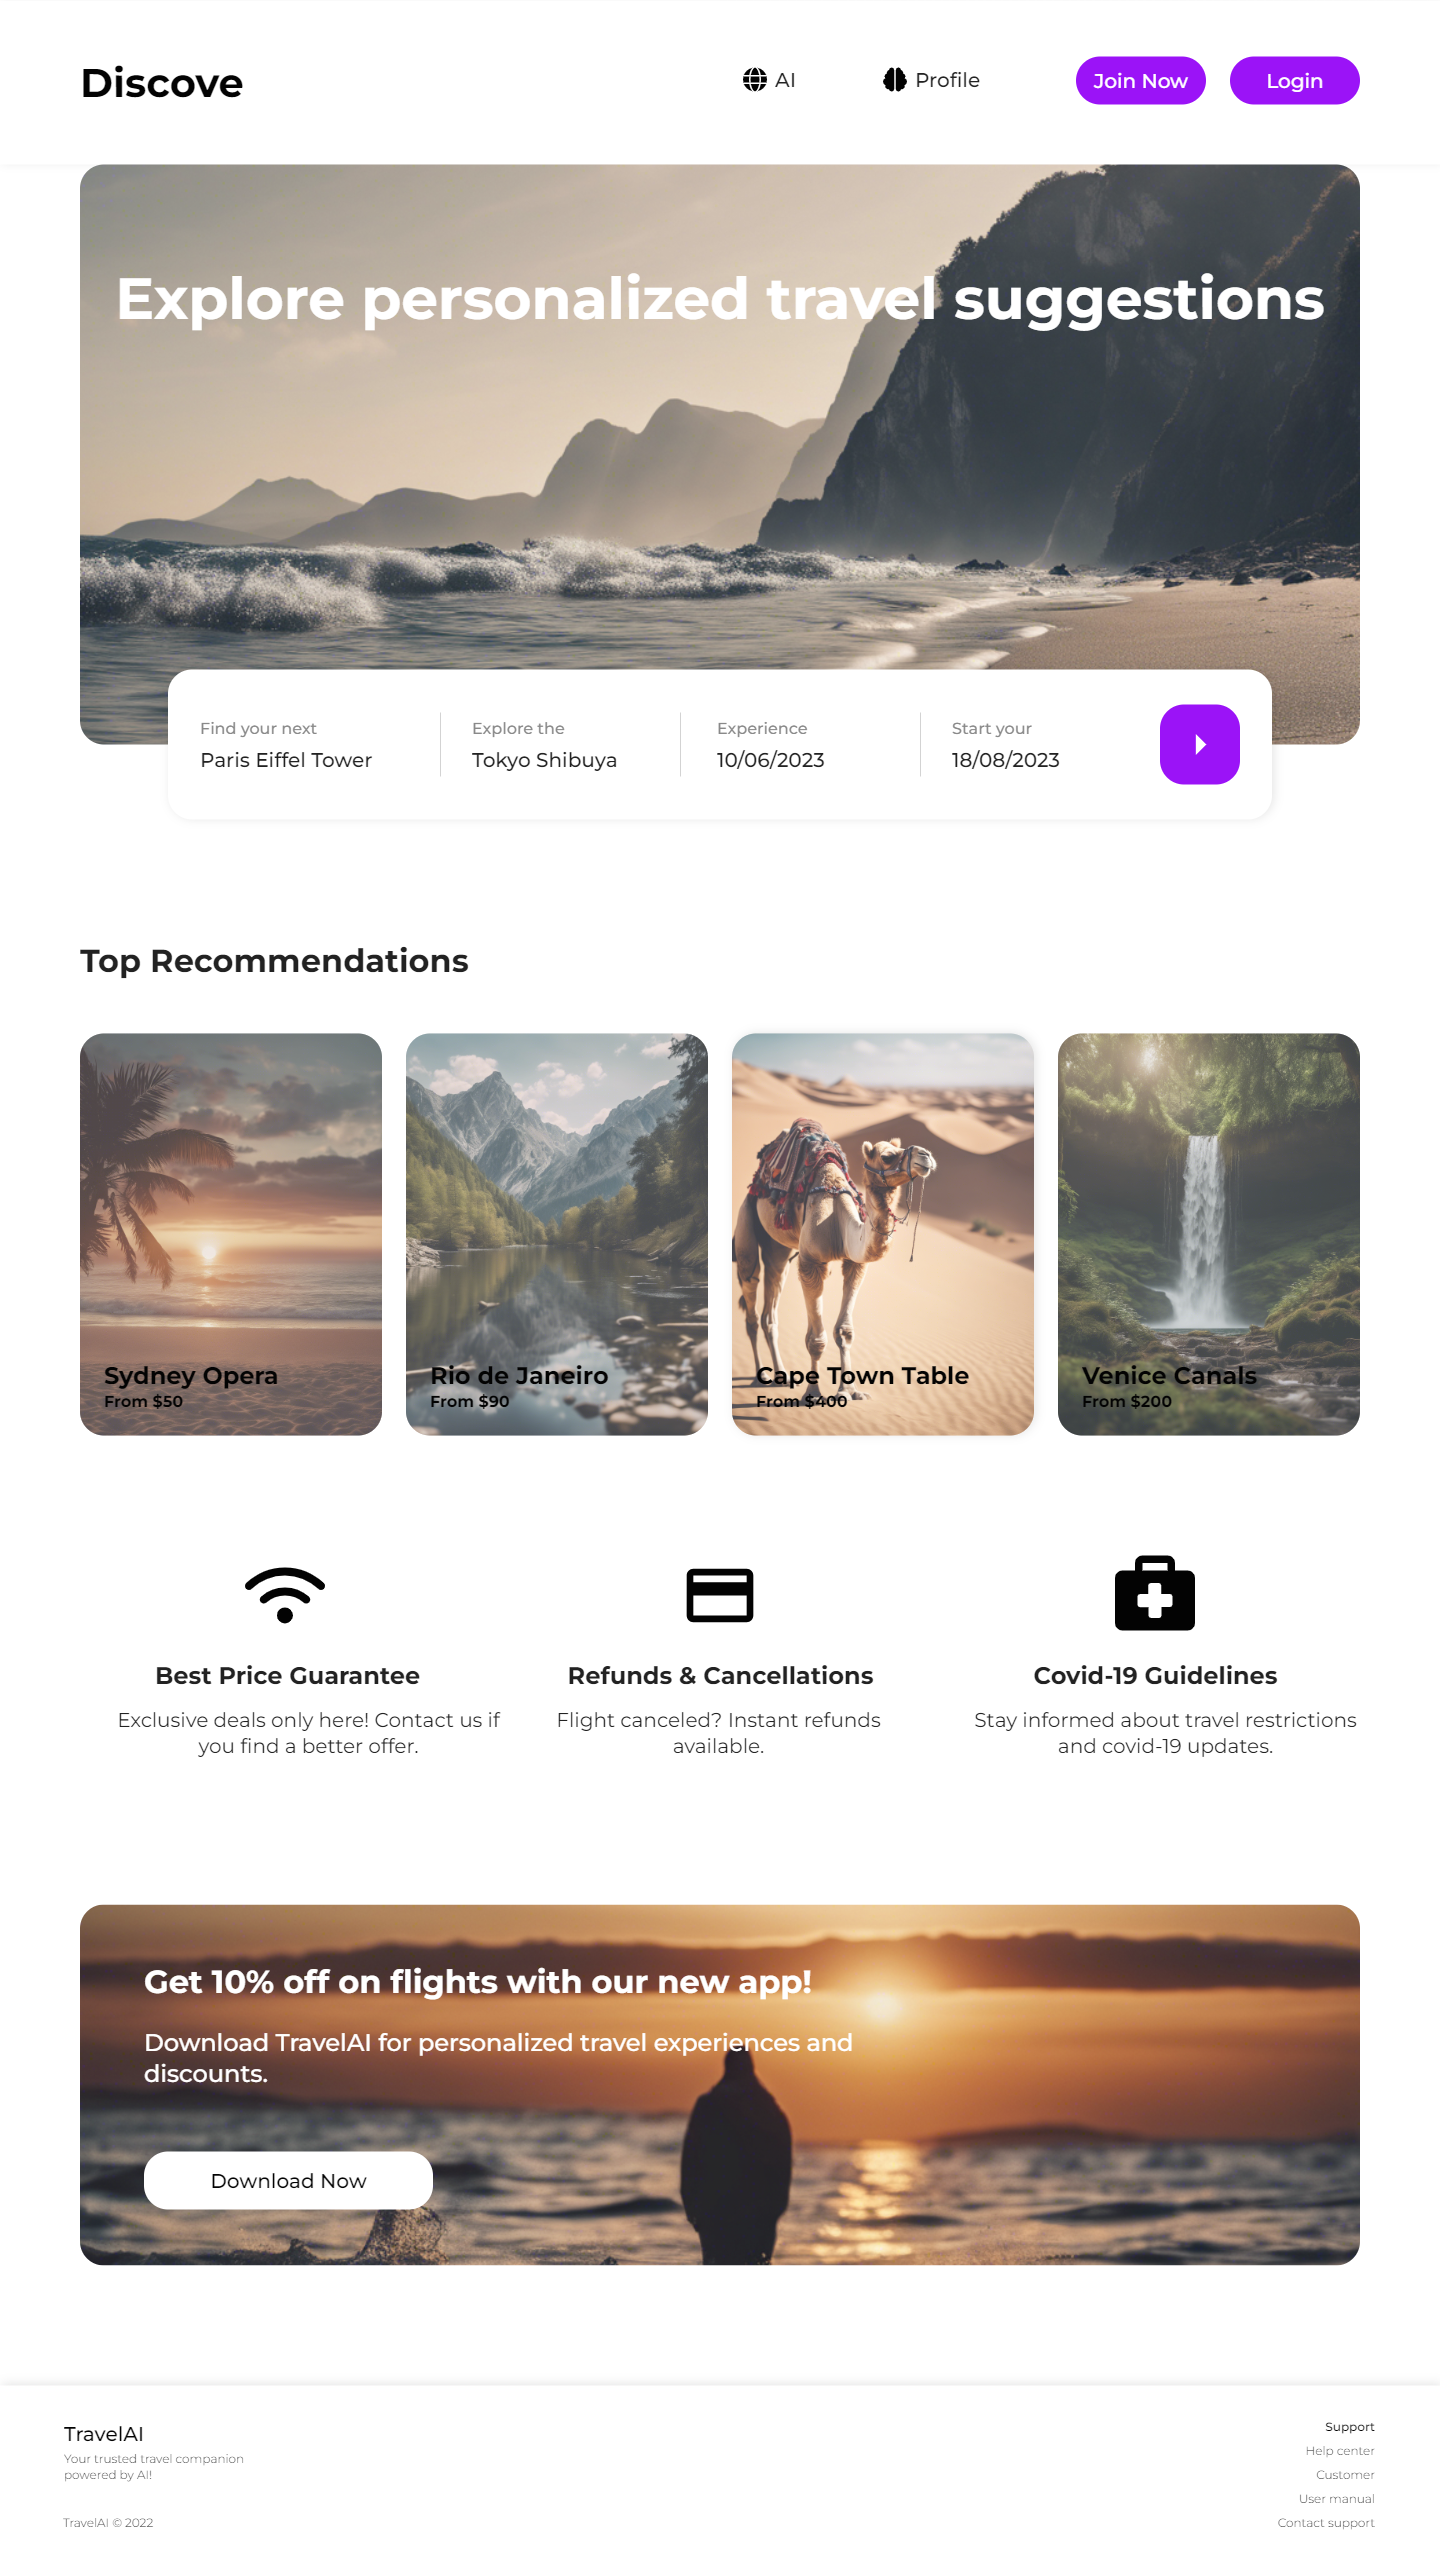 Discove
AI
Profile
Join Now
Login
Explore personalized travel suggestions
Find your next
Paris Eiffel Tower
Explore the
Tokyo Shibuya
Experience
10/06/2023
Start your
18/08/2023
Top Recommendations
Sydney Opera
From $50
Rio de Janeiro
From $90
Cape Town Table
From $400
Venice Canals
From $200
Best Price Guarantee
Exclusive deals only here! Contact us if
you find a better offer.
Refunds & Cancellations
Flight canceled? Instant refunds
available.
Covid-19 Guidelines
Stay informed about travel restrictions
and covid-19 updates.
Get 10% off on flights with our new app!
Download TravelAI for personalized travel experiences and
discounts.
Download Now
TravelAI
Your trusted travel companion
powered by AI!
TravelAI © 2022
Support
Help center
Customer
User manual
Contact support